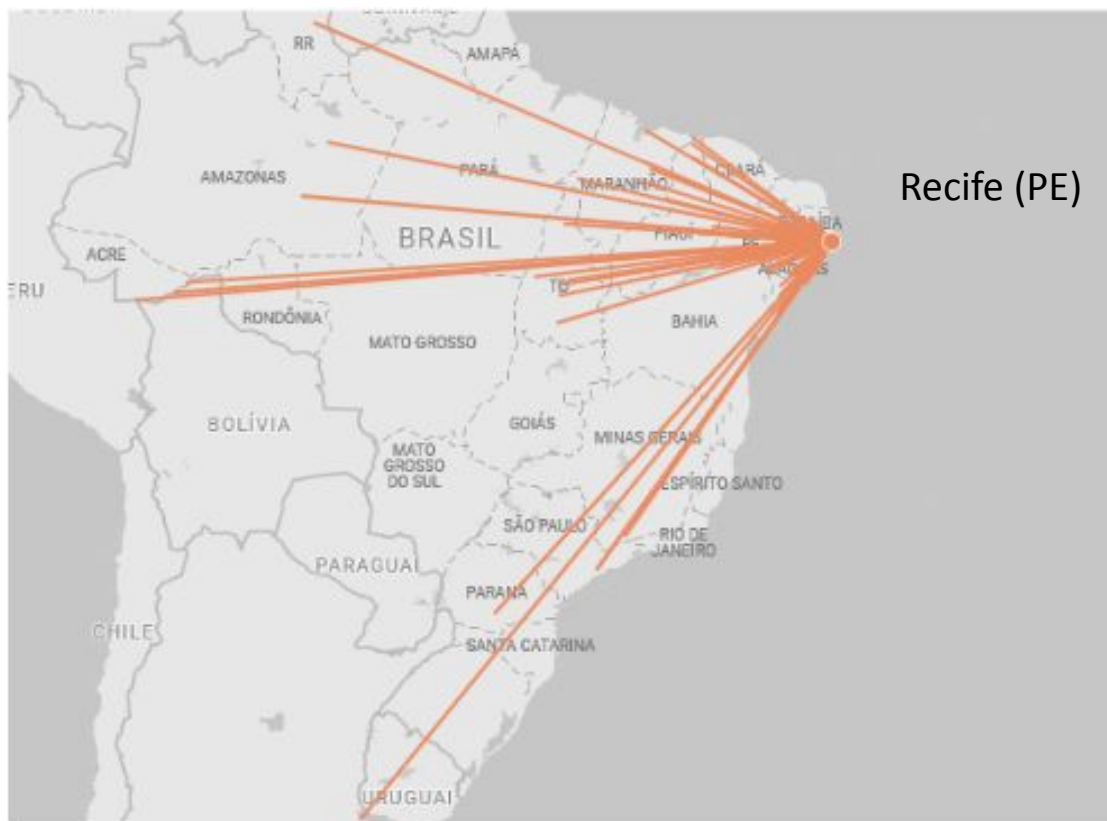 RR
AMAPÁ
AMAZONAS
PARÁ
MARANHÃO
CEARÁ
Recife (PE)
BRASIL
PIAUÍ
ACRE
TO
RONDÔNIA
BAHIA
MATO GROSSO
BOLÍVIA
GOIÁS
MINAS GERAIS
MATO
GROSSO
DO SUL
ESPÍRITO SANTO
SÃO PAULO
RIO DE
JANEIRO
PARAGUAI
PARANÁ
CHILE
SANTA CATARINA
URUGUAI